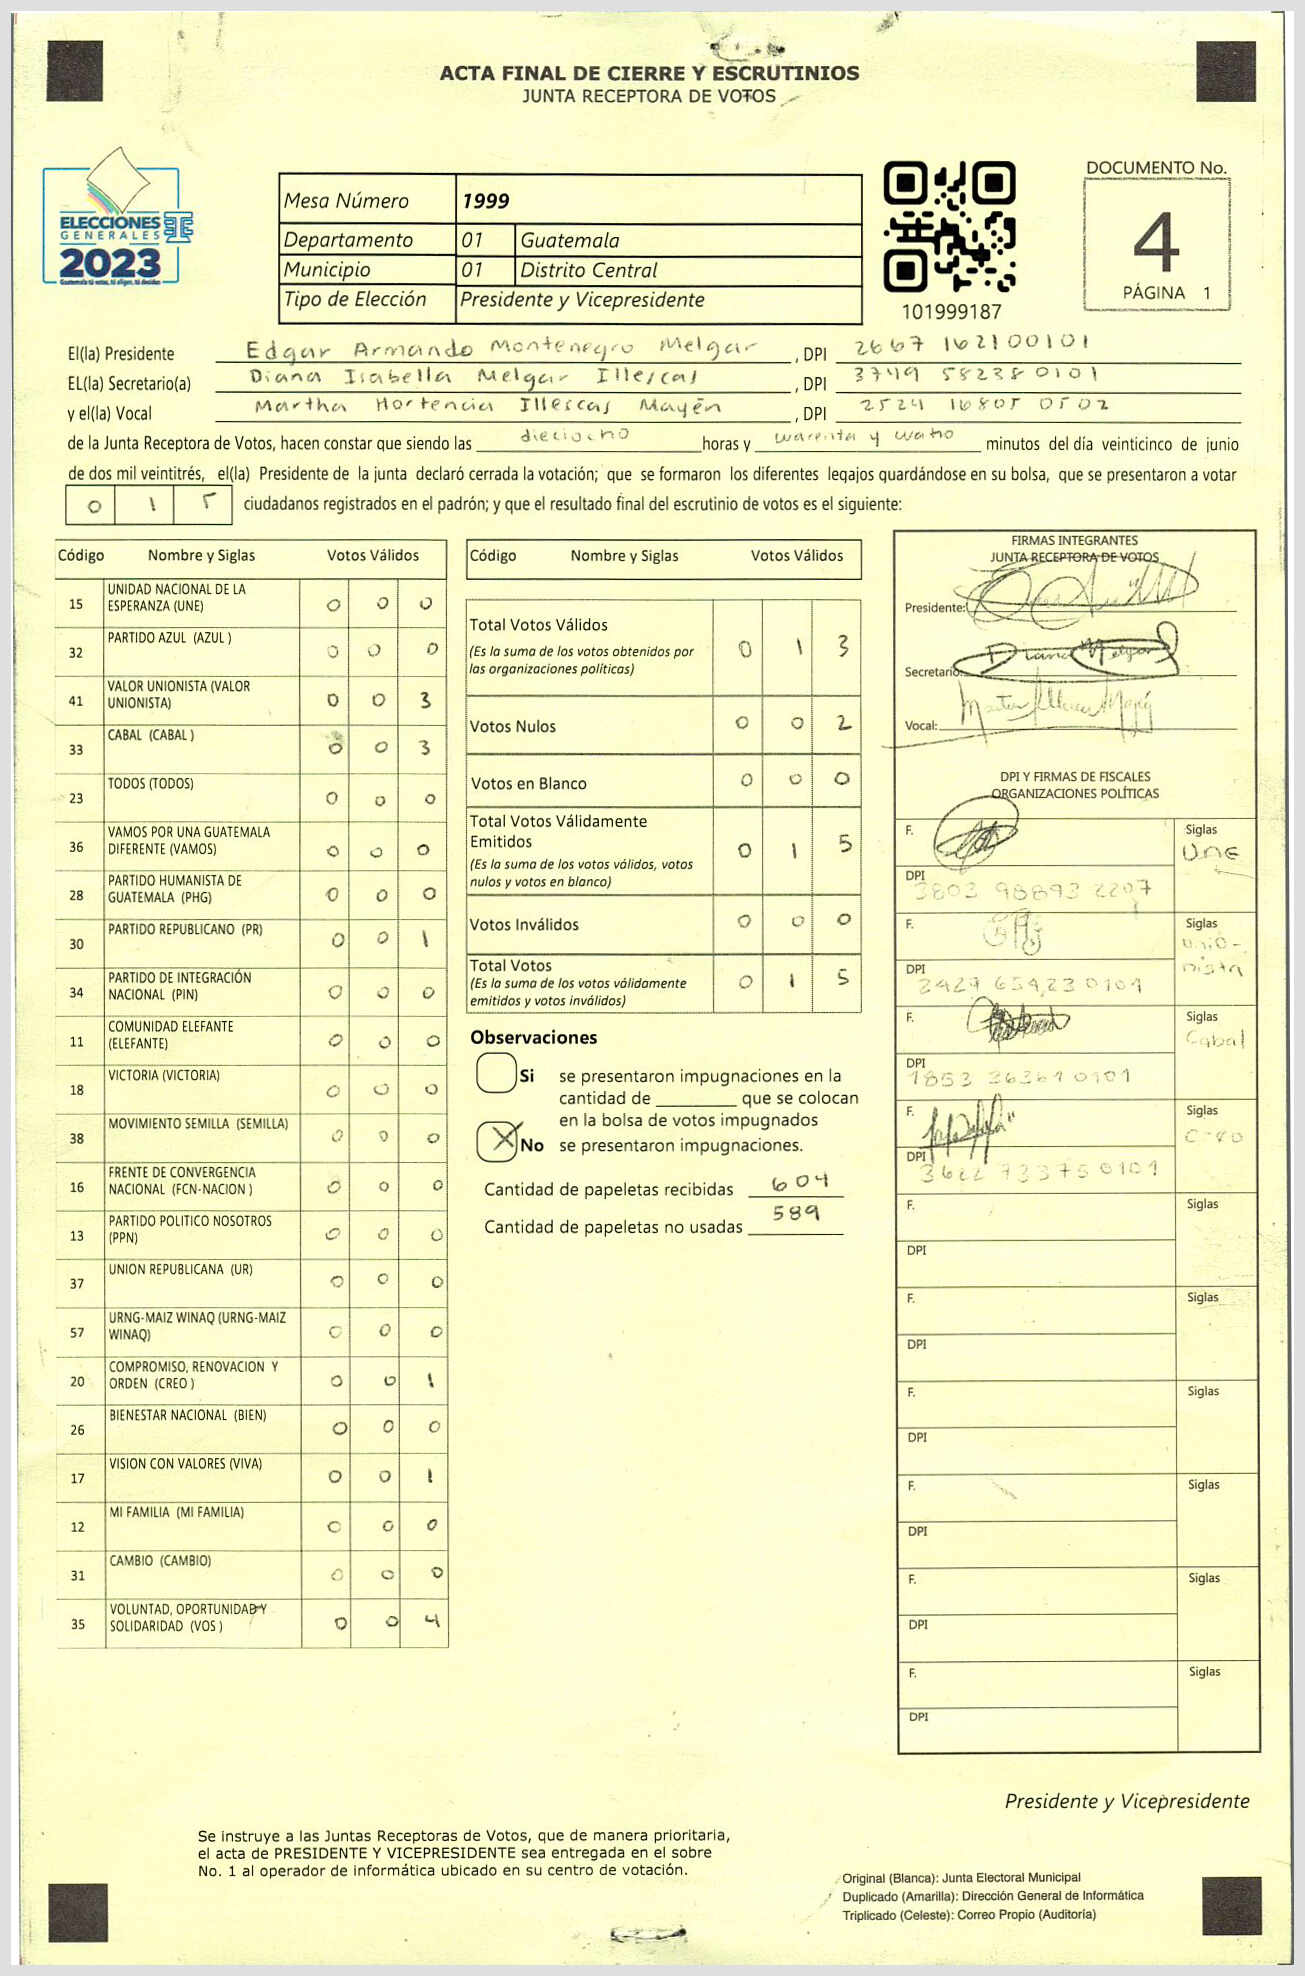 ACTA FINAL DE CIERRE Y ESCRUTINIOS
JUNTA RECEPTORA DE VOTOS
ELECCIONES
GENERALES
2023
Guatemala tú votas, tú eliges, tú decides
TSE
Mesa Número 1999
Departamento 01 Guatemala
Municipio 01 Distrito Central
Tipo de Elección Presidente y Vicepresidente
101999187
DOCUMENTO No.
4
PÁGINA 1
El(la) Presidente Edgar Armando Montenegro Melgar, DPI 2667 162100101
EL(la) Secretario(a) Diana Isabella Melgar Illescas, DPI 3749 582380101
y el(la) Vocal Martha Hortencia Illescas Mayén, DPI 2524 16805 0502
de la Junta Receptora de Votos, hacen constar que siendo las dieciocho horas y cuarenta y cuatro minutos del día veinticinco de junio
de dos mil veintitrés, el(la) Presidente de la junta declaró cerrada la votación; que se formaron los diferentes legajos quardándose en su bolsa, que se presentaron a votar
0 1 5 ciudadanos registrados en el padrón; y que el resultado final del escrutinio de votos es el siguiente:
Código Nombre y Siglas Votos Válidos
15 UNIDAD NACIONAL DE LA
ESPERANZA (UNE) 0 0 0
32 PARTIDO AZUL (AZUL ) 0 0 0
41 VALOR UNIONISTA (VALOR
UNIONISTA) 0 0 3
33 CABAL (CABAL ) 0 0 3
23 TODOS (TODOS) 0 0 0
36 VAMOS POR UNA GUATEMALA
DIFERENTE (VAMOS) 0 0 0
28 PARTIDO HUMANISTA DE
GUATEMALA (PHG) 0 0 0
30 PARTIDO REPUBLICANO (PR) 0 0 1
34 PARTIDO DE INTEGRACIÓN
NACIONAL (PIN) 0 0 0
11 COMUNIDAD ELEFANTE
(ELEFANTE) 0 0 0
18 VICTORIA (VICTORIA) 0 0 0
38 MOVIMIENTO SEMILLA (SEMILLA) 0 0 0
16 FRENTE DE CONVERGENCIA
NACIONAL (FCN-NACION ) 0 0 0
13 PARTIDO POLITICO NOSOTROS
(PPN) 0 0 0
37 UNION REPUBLICANA (UR) 0 0 0
57 URNG-MAIZ WINAQ (URNG-MAIZ
WINAQ) 0 0 0
20 COMPROMISO, RENOVACION Y
ORDEN (CREO ) 0 0 1
26 BIENESTAR NACIONAL (BIEN) 0 0 0
17 VISION CON VALORES (VIVA) 0 0 1
12 MI FAMILIA (MI FAMILIA) 0 0 0
31 CAMBIO (CAMBIO) 0 0 0
35 VOLUNTAD, OPORTUNIDAD Y
SOLIDARIDAD (VOS ) 0 0 4
Código Nombre y Siglas Votos Válidos
Total Votos Válidos 0 1 3
(Es la suma de los votos obtenidos por
las organizaciones politicas)
Votos Nulos 0 0 2
Votos en Blanco 0 0 0
Total Votos Válidamente
Emitidos 0 1 5
(Es la suma de los votos válidos, votos
nulos y votos en blanco)
Votos Inválidos 0 0 0
Total Votos 0 1 5
(Es la suma de los votos válidamente
emitidos y votos inválidos)
Observaciones
Si se presentaron impugnaciones en la
cantidad de ________ que se colocan
en la bolsa de votos impugnados
X No se presentaron impugnaciones.
Cantidad de papeletas recibidas 604
Cantidad de papeletas no usadas 589
FIRMAS INTEGRANTES
JUNTA RECEPTORA DE VOTOS
Presidente:
Secretario: Diana Melgar
Vocal:
DPI Y FIRMAS DE FISCALES
ORGANIZACIONES POLÍTICAS
F. Siglas
UNE
DPI
3803 98893 2207
F. Siglas
Unio-
nista
DPI
3429 65923 0101
F. Siglas
Cabal
DPI
1853 36361 0101
F. Siglas
DPI
3622 73375 0101
F. Siglas
DPI
F. Siglas
DPI
F. Siglas
DPI
F. Siglas
DPI
F. Siglas
DPI
F. Siglas
DPI
Presidente y Vicepresidente
Se instruye a las Juntas Receptoras de Votos, que de manera prioritaria,
el acta de PRESIDENTE Y VICEPRESIDENTE sea entregada en el sobre
No. 1 al operador de informática ubicado en su centro de votación.
Original (Blanca): Junta Electoral Municipal
Duplicado (Amarilla): Dirección General de Informática
Triplicado (Celeste): Correo Propio (Auditoría)